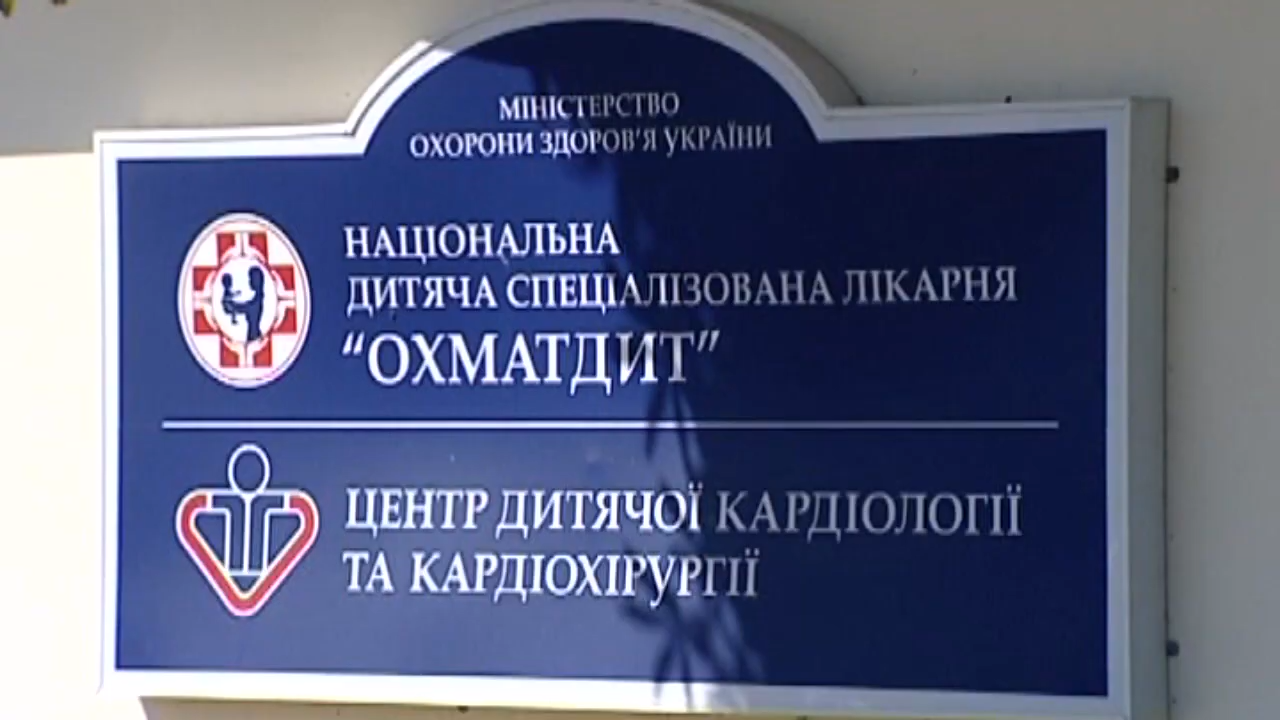 МІНІСТЕРСТВО
ОХОРОНИ ЗДОРОВ'Я УКРАЇНИ
НАЦІОНАЛЬНА
ДИТЯЧА СПЕЦІАЛІЗОВАНА ЛІКАРНЯ
“ОХМАТДИТ”
ЦЕНТР ДИТЯЧОЇ КАРДІОЛОГІЇ
ТА КАРДІОХІРУРГІЇ